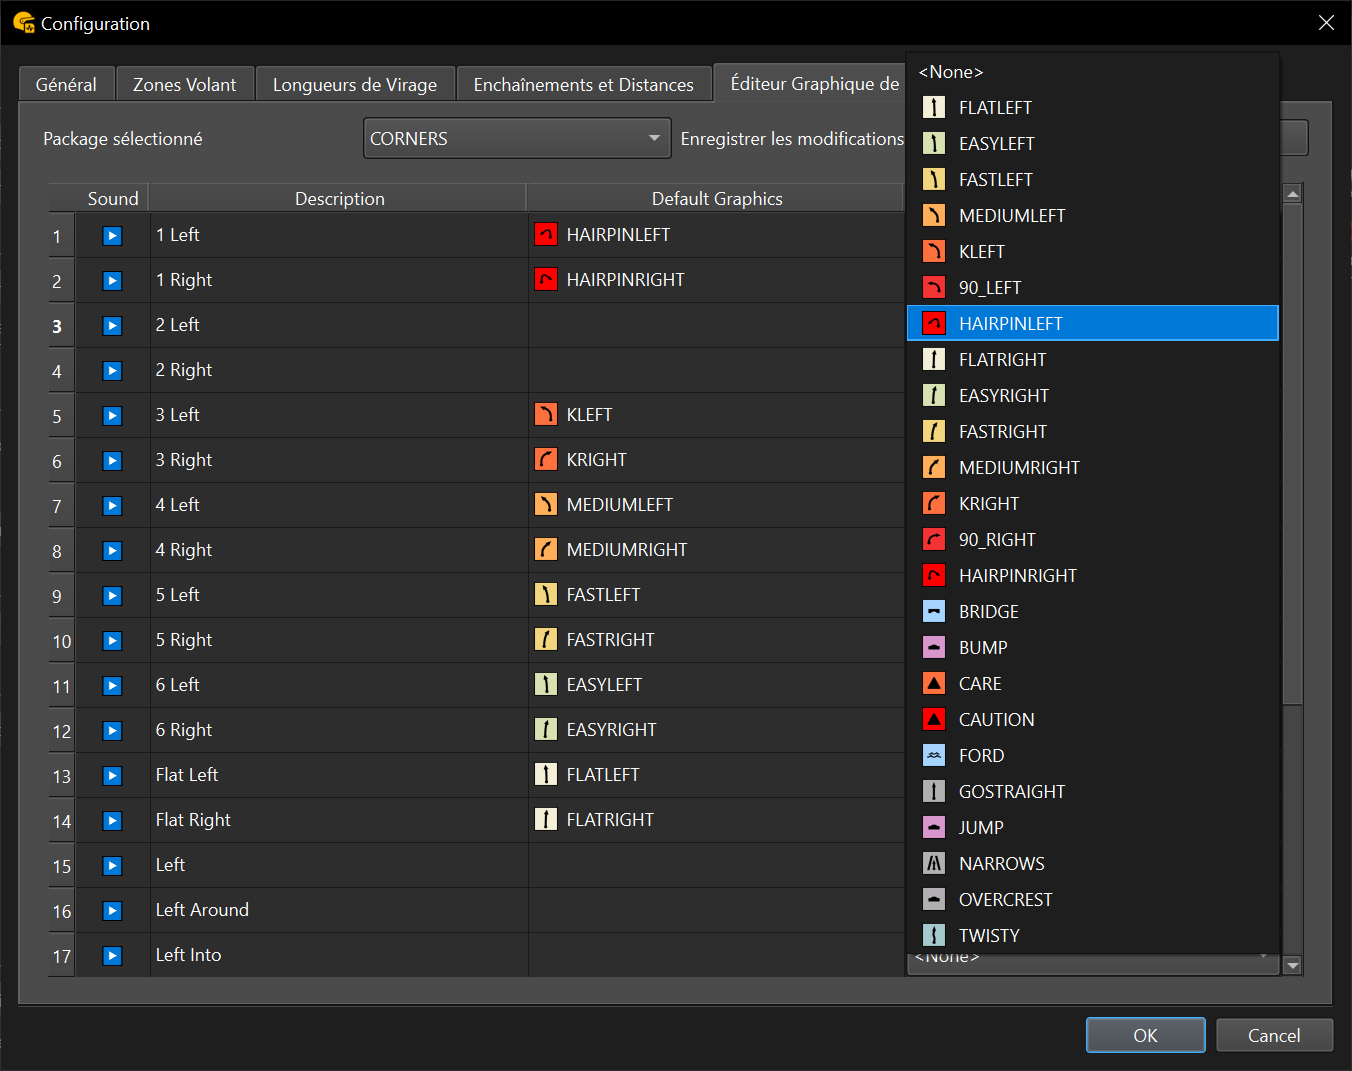 Configuration
Général
Zones Volant
Longueurs de Virage
Enchaînements et Distances
Éditeur Graphique de
Package sélectionné
CORNERS
Enregistrer les modifications
Sound
Description
Default Graphics
1
1 Left
HAIRPINLEFT
2
1 Right
HAIRPINRIGHT
3
2 Left
4
2 Right
5
3 Left
KLEFT
6
3 Right
KRIGHT
7
4 Left
MEDIUMLEFT
8
4 Right
MEDIUMRIGHT
9
5 Left
FASTLEFT
10
5 Right
FASTRIGHT
11
6 Left
EASYLEFT
12
6 Right
EASYRIGHT
13
Flat Left
FLATLEFT
14
Flat Right
FLATRIGHT
15
Left
16
Left Around
17
Left Into
<None>
FLATLEFT
EASYLEFT
FASTLEFT
MEDIUMLEFT
KLEFT
90_LEFT
HAIRPINLEFT
FLATRIGHT
EASYRIGHT
FASTRIGHT
MEDIUMRIGHT
KRIGHT
90_RIGHT
HAIRPINRIGHT
BRIDGE
BUMP
CARE
CAUTION
FORD
GOSTRAIGHT
JUMP
NARROWS
OVERCREST
TWISTY
<None>
OK
Cancel